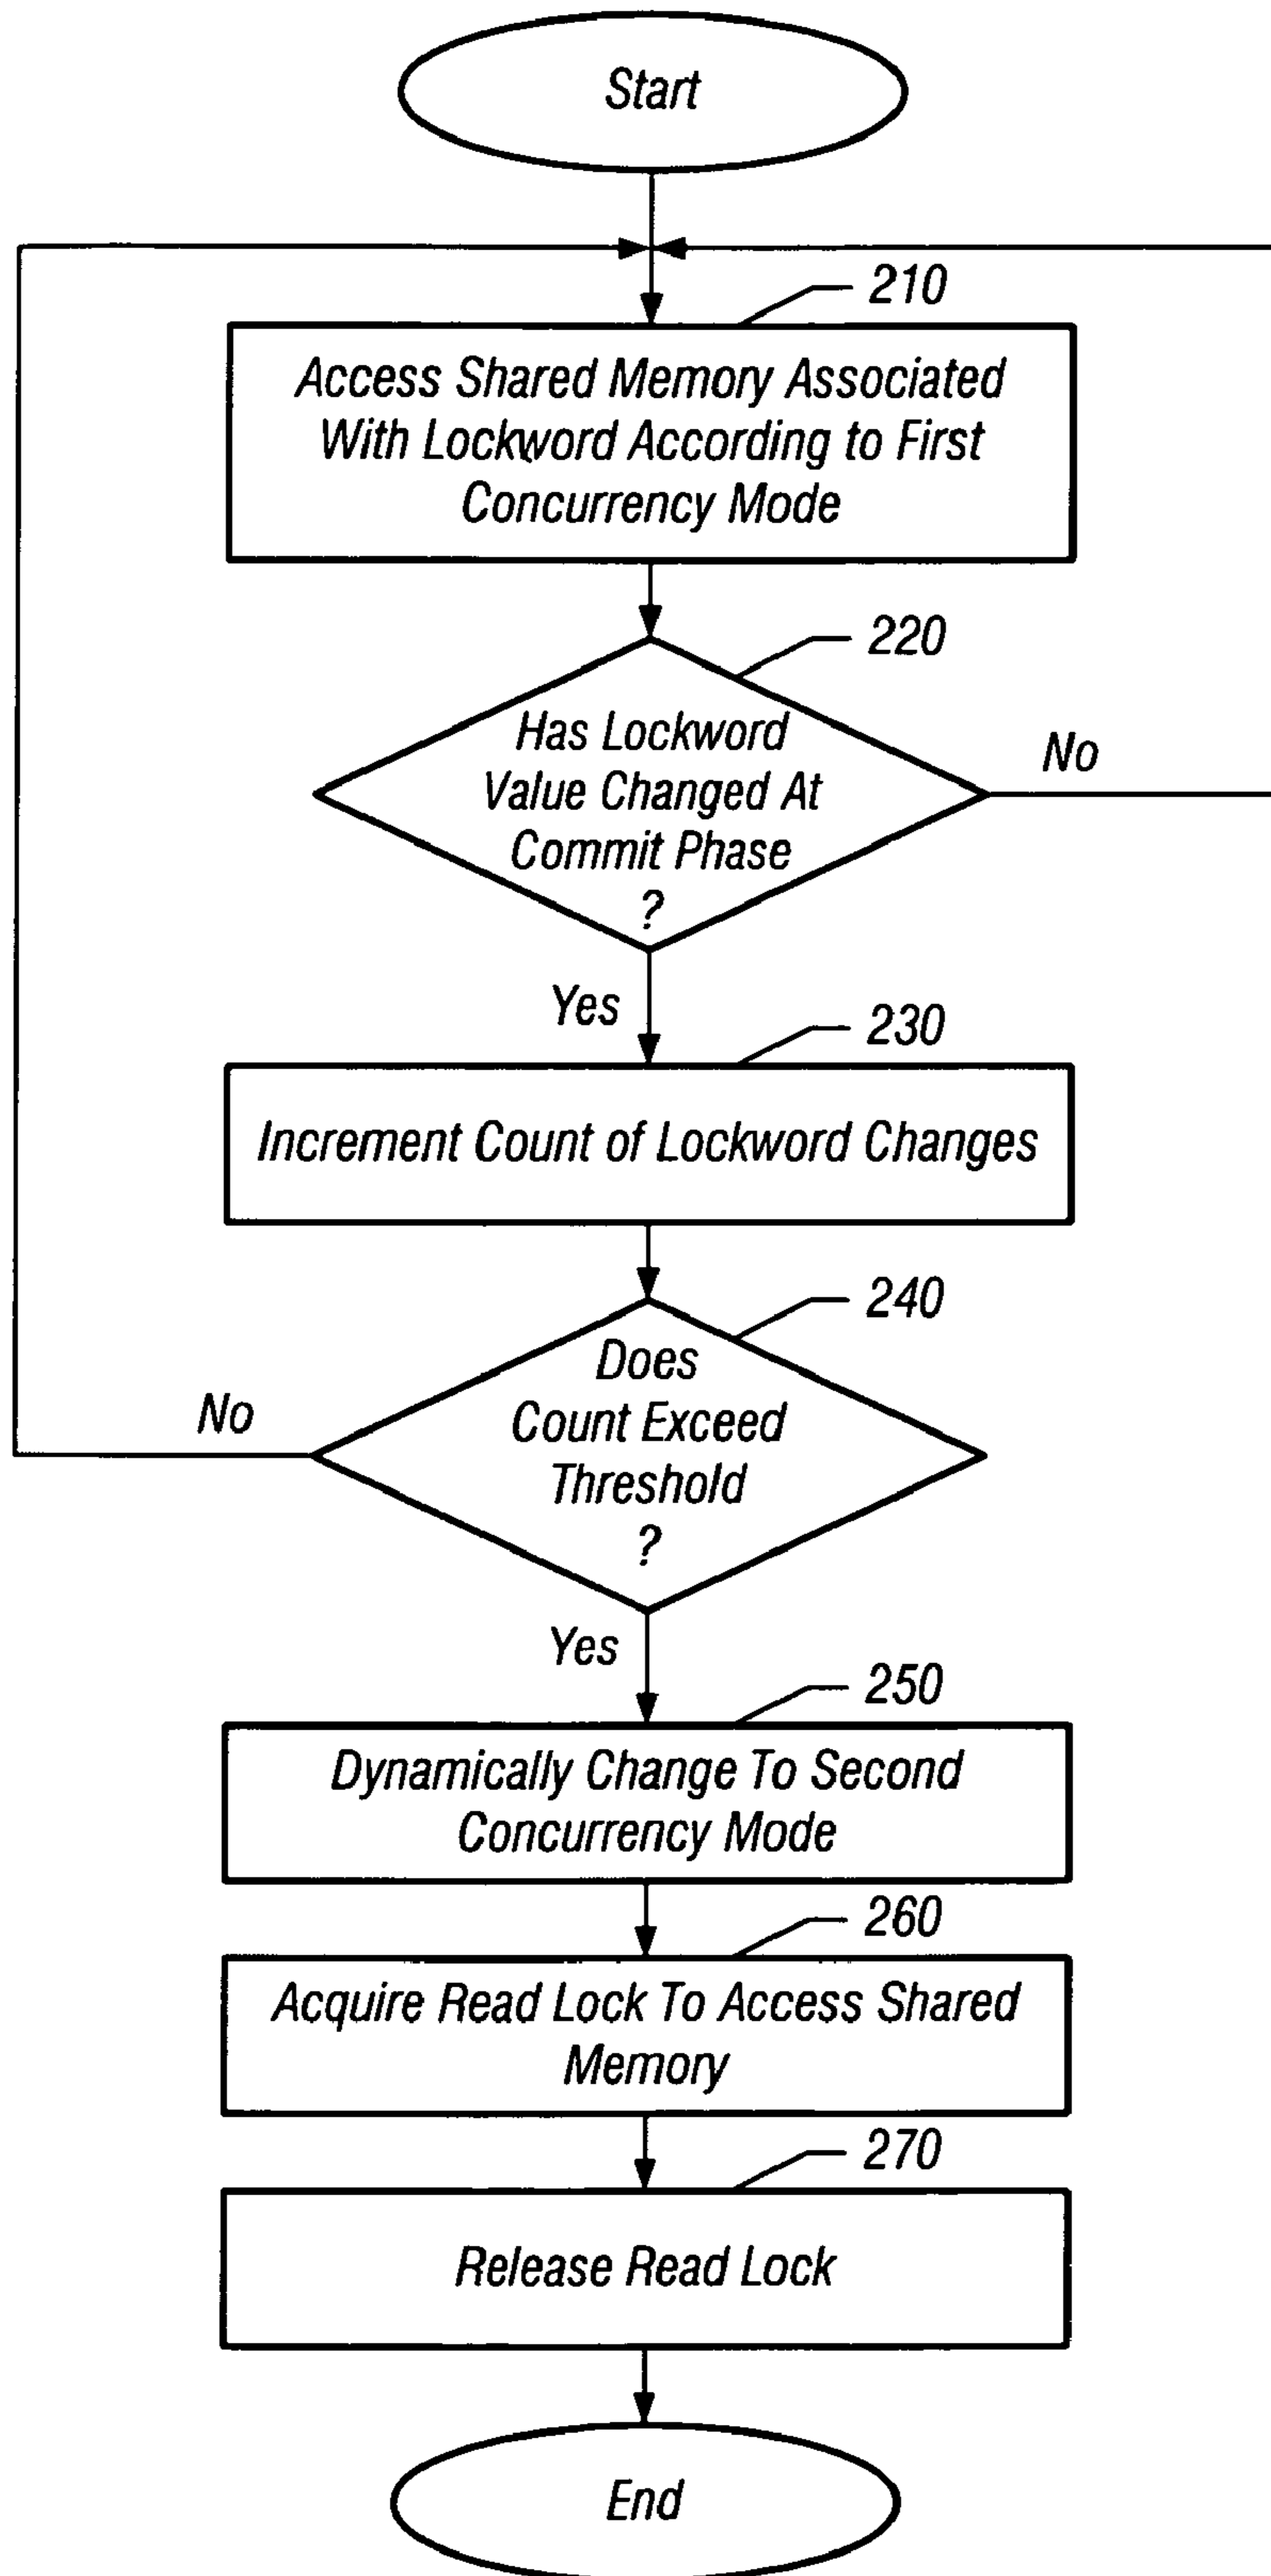 Start
210
Access Shared Memory Associated
With Lockword According to First
Concurrency Mode
220
Has Lockword
Value Changed At
Commit Phase
?
No
Yes
230
Increment Count of Lockword Changes
240
Does
Count Exceed
Threshold
?
No
Yes
250
Dynamically Change To Second
Concurrency Mode
260
Acquire Read Lock To Access Shared
Memory
270
Release Read Lock
End